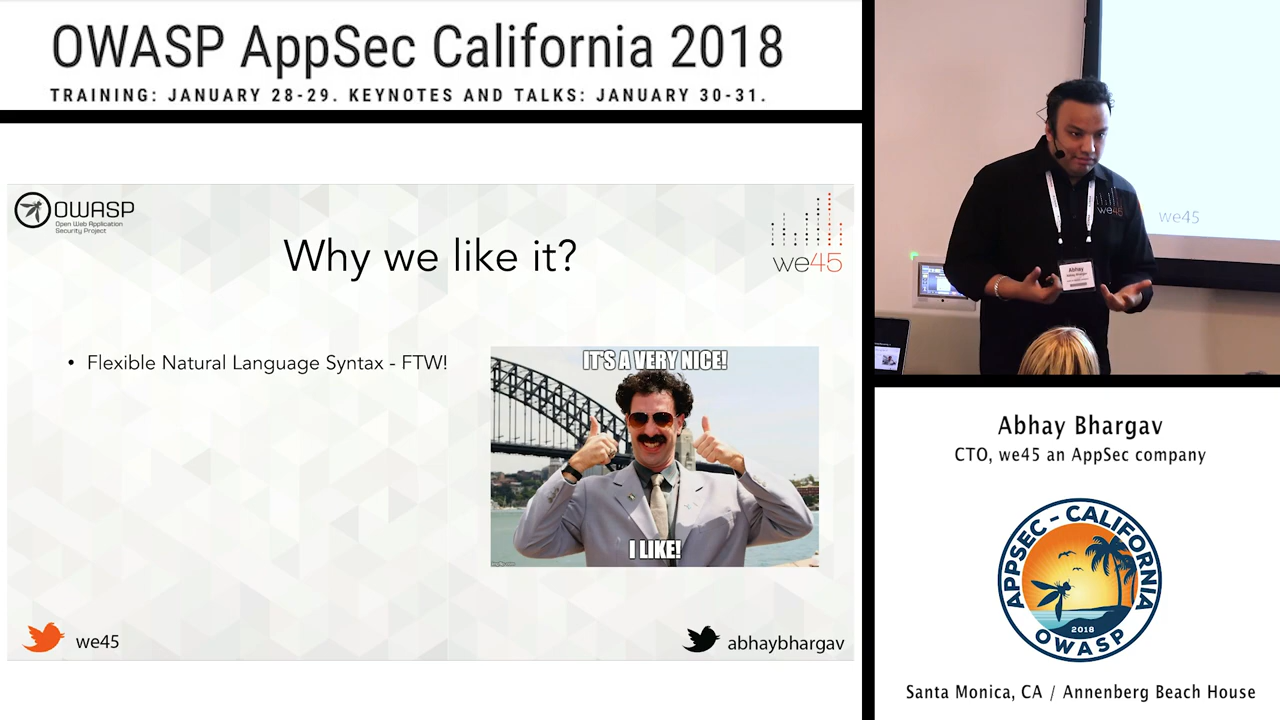 OWASP AppSec California 2018
TRAINING: JANUARY 28-29. KEYNOTES AND TALKS: JANUARY 30-31.
OWASP
Open Web Application
Security Project
we45
Why we like it?
• Flexible Natural Language Syntax - FTW!
IT'S A VERY NICE!
I LIKE!
we45
abhaybhargav
we45
we45
Abhay
Abhay Bhargav
CTO, we45 an AppSec company
APPSEC - CALIFORNIA
2018
OWASP
Santa Monica, CA / Annenberg Beach House